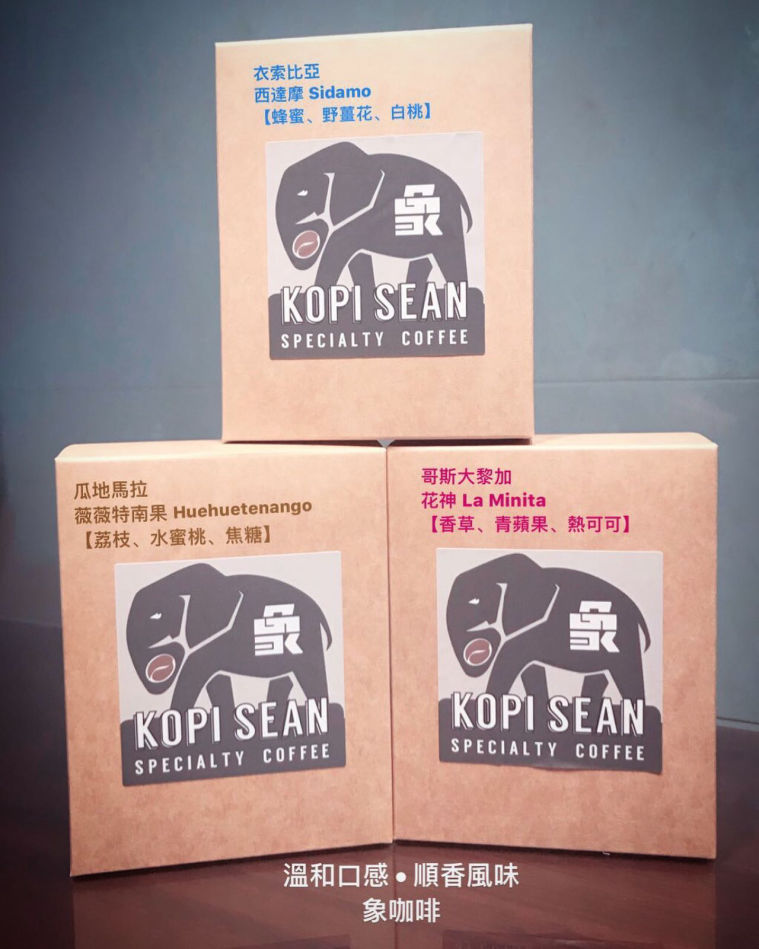 衣索比亞
西達摩 Sidamo
【蜂蜜、野薑花、白桃】
象
KOPI SEAN
SPECIALTY COFFEE
瓜地馬拉
薇薇特南果 Huehuetenango
【荔枝、水蜜桃、焦糖】
象
KOPI SEAN
SPECIALTY COFFEE
哥斯大黎加
花神 La Minita
【香草、青蘋果、熱可可】
象
KOPI SEAN
SPECIALTY COFFEE
溫和口感 • 順香風味
象咖啡